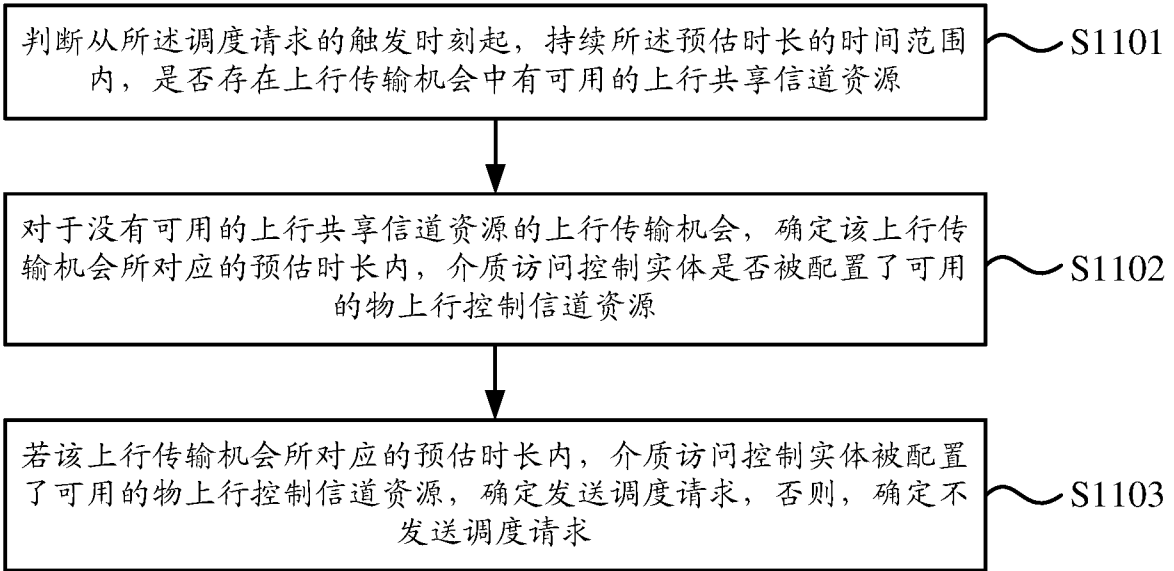 判断从所述调度请求的触发时刻起，持续所述预估时长的时间范围
内，是否存在上行传输机会中有可用的上行共享信道资源
S1101
对于没有可用的上行共享信道资源的上行传输机会，确定该上行传
输机会所对应的预估时长内，介质访问控制实体是否被配置了可用
的物上行控制信道资源
S1102
若该上行传输机会所对应的预估时长内，介质访问控制实体被配置
了可用的物上行控制信道资源，确定发送调度请求，否则，确定不
发送调度请求
S1103